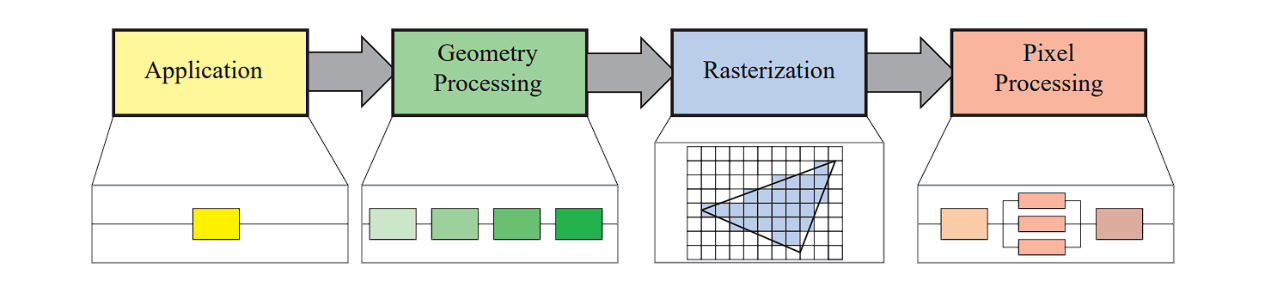 Application
Geometry
Processing
Rasterization
Pixel
Processing